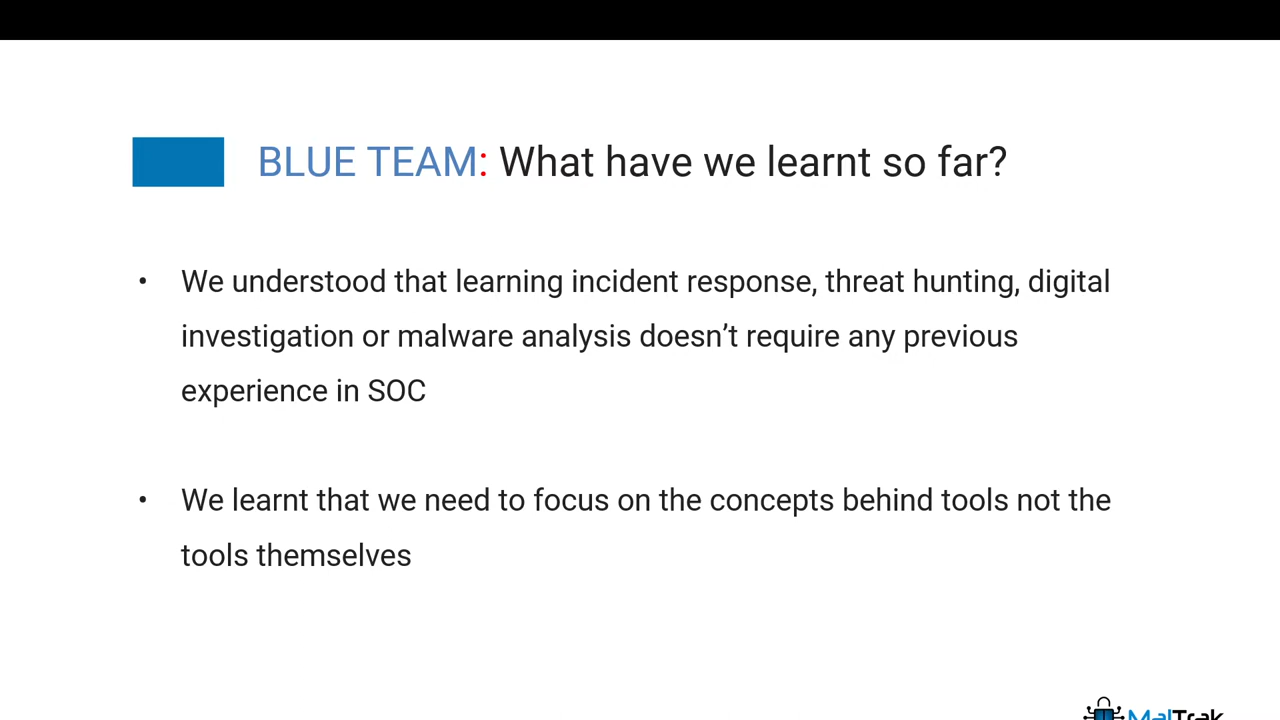 BLUE TEAM: What have we learnt so far?
• We understood that learning incident response, threat hunting, digital
investigation or malware analysis doesn’t require any previous
experience in SOC
• We learnt that we need to focus on the concepts behind tools not the
tools themselves
MalTrak